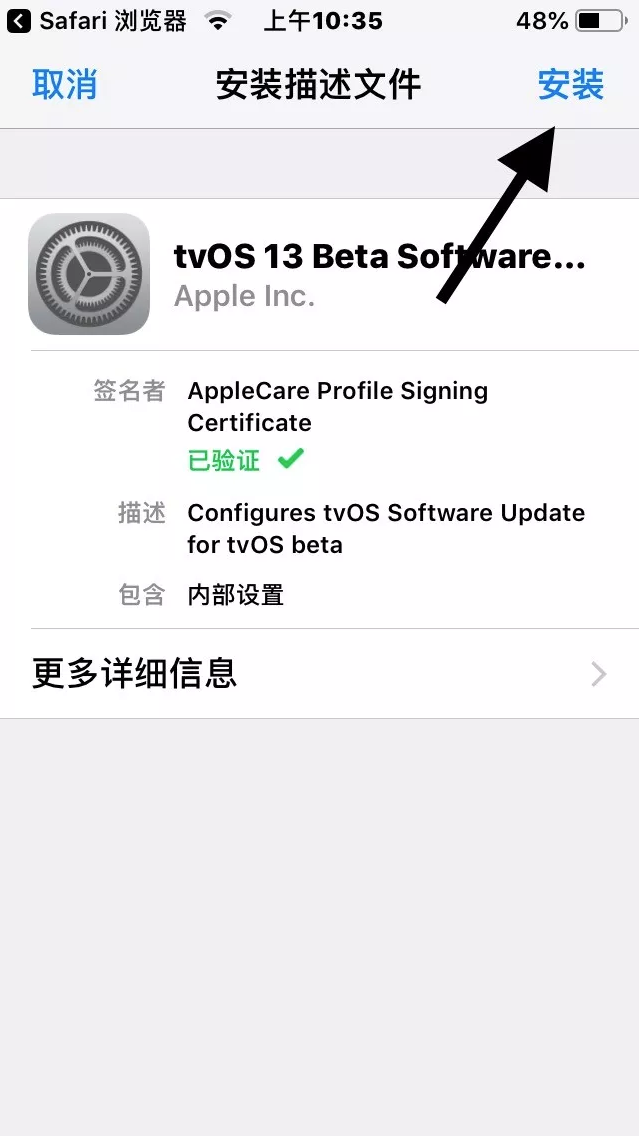 Safari 浏览器 上午10:35 48%
取消 安装描述文件 安装
tvOS 13 Beta Software...
Apple Inc.
签名者 AppleCare Profile Signing
Certificate
已验证
描述 Configures tvOS Software Update
for tvOS beta
包含 内部设置
更多详细信息